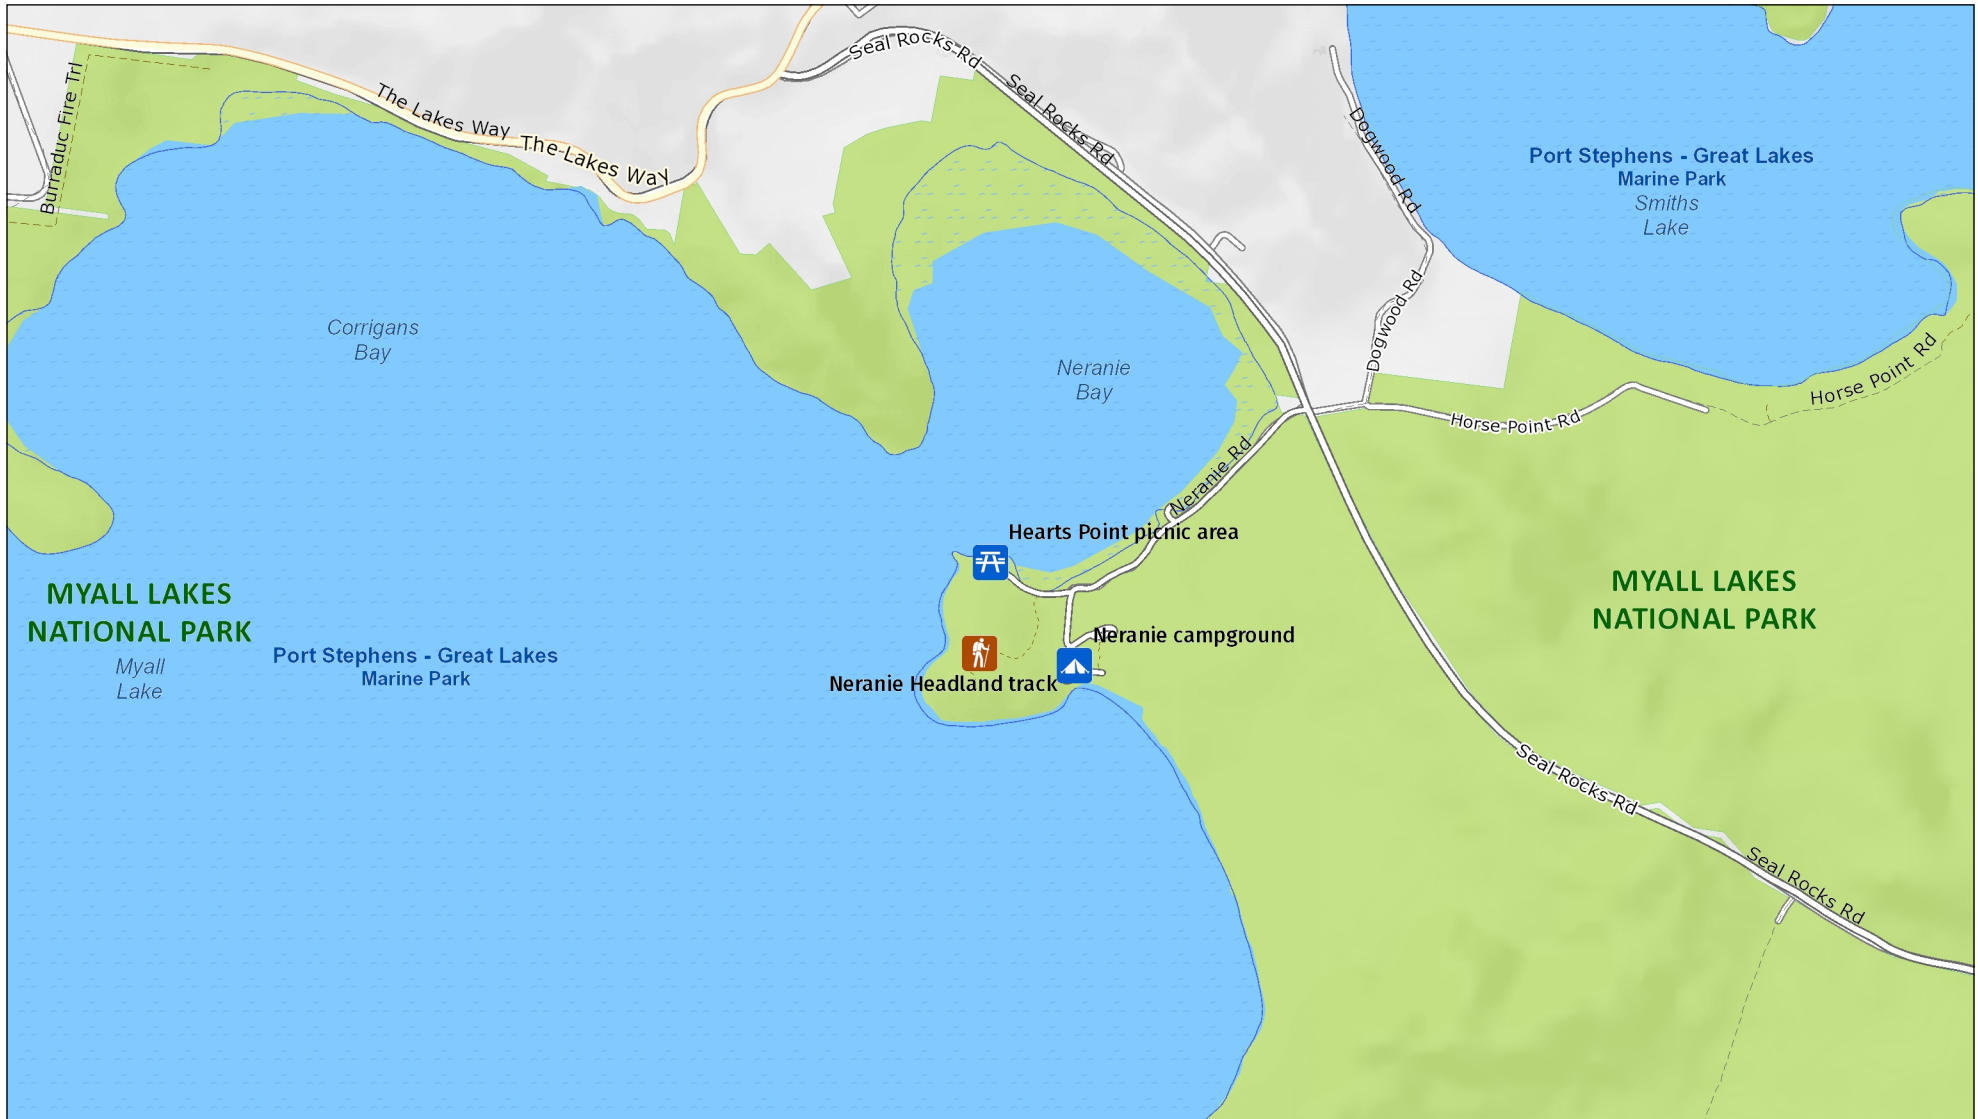 Seal Rocks Rd
Seal Rocks Rd
The Lakes Way
The Lakes Way
Burraduc Fire Trl
Dogwood Rd
Port Stephens - Great Lakes
Marine Park
Smiths
Lake
Corrigans
Bay
Neranie
Bay
Dogwood Rd
Horse Point Rd
Horse Point Rd
Neranie Rd
Hearts Point picnic area
MYALL LAKES
NATIONAL PARK
Myall
Lake
Port Stephens - Great Lakes
Marine Park
Neranie campground
Neranie Headland track
MYALL LAKES
NATIONAL PARK
Seal Rocks Rd
Seal Rocks Rd